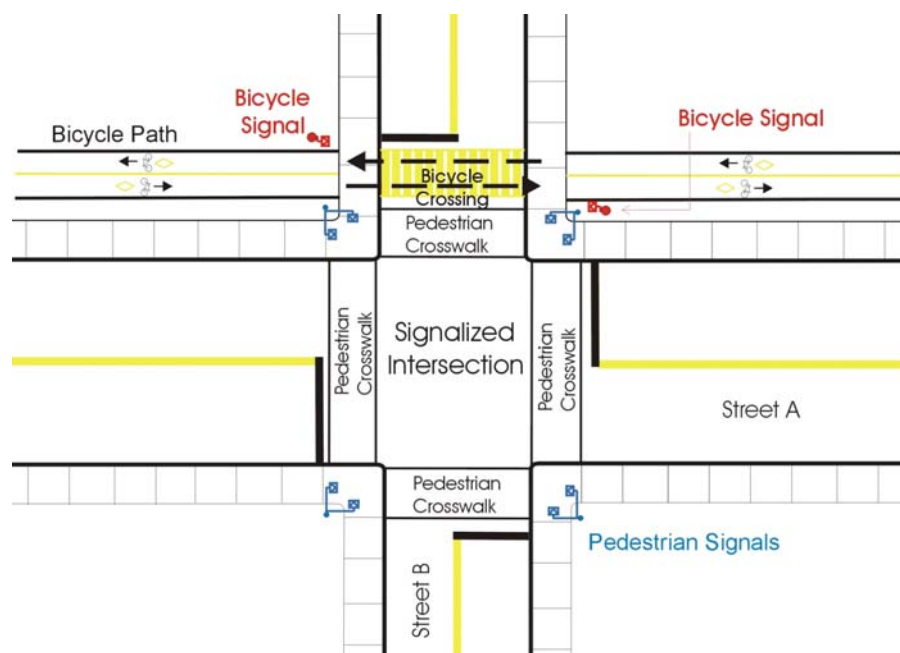 Bicycle
Signal
Bicycle Path
Bicycle Signal
Bicycle
Crossing
Pedestrian
Crosswalk
Pedestrian
Crosswalk
Signalized
Intersection
Pedestrian
Crosswalk
Street A
Pedestrian
Crosswalk
Street B
Pedestrian Signals